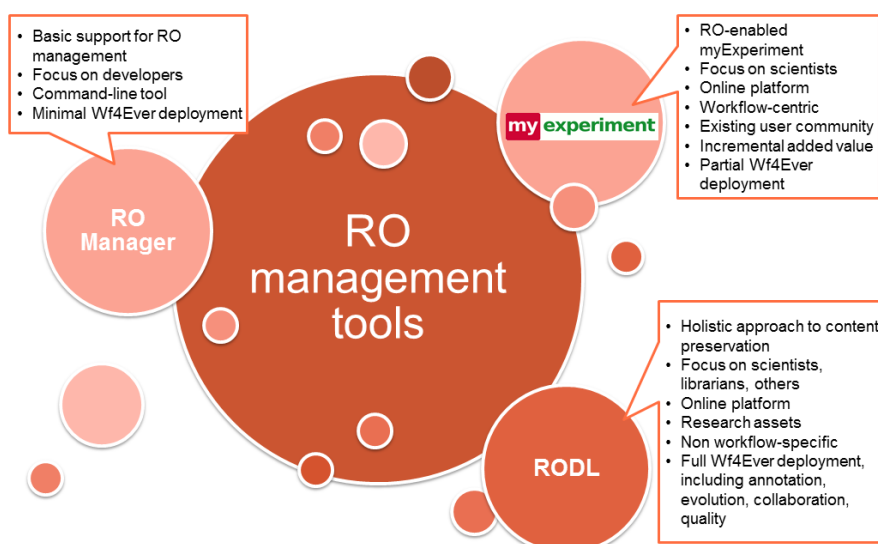 • Basic support for RO
management
• Focus on developers
• Command-line tool
• Minimal Wf4Ever deployment
• RO-enabled
myExperiment
• Focus on scientists
• Online platform
• Workflow-centric
• Existing user community
• Incremental added value
• Partial Wf4Ever
deployment
my experiment
RO
Manager
RO
management
tools
• Holistic approach to content
preservation
• Focus on scientists,
librarians, others
• Online platform
• Research assets
• Non workflow-specific
• Full Wf4Ever deployment,
including annotation,
evolution, collaboration,
quality
RODL